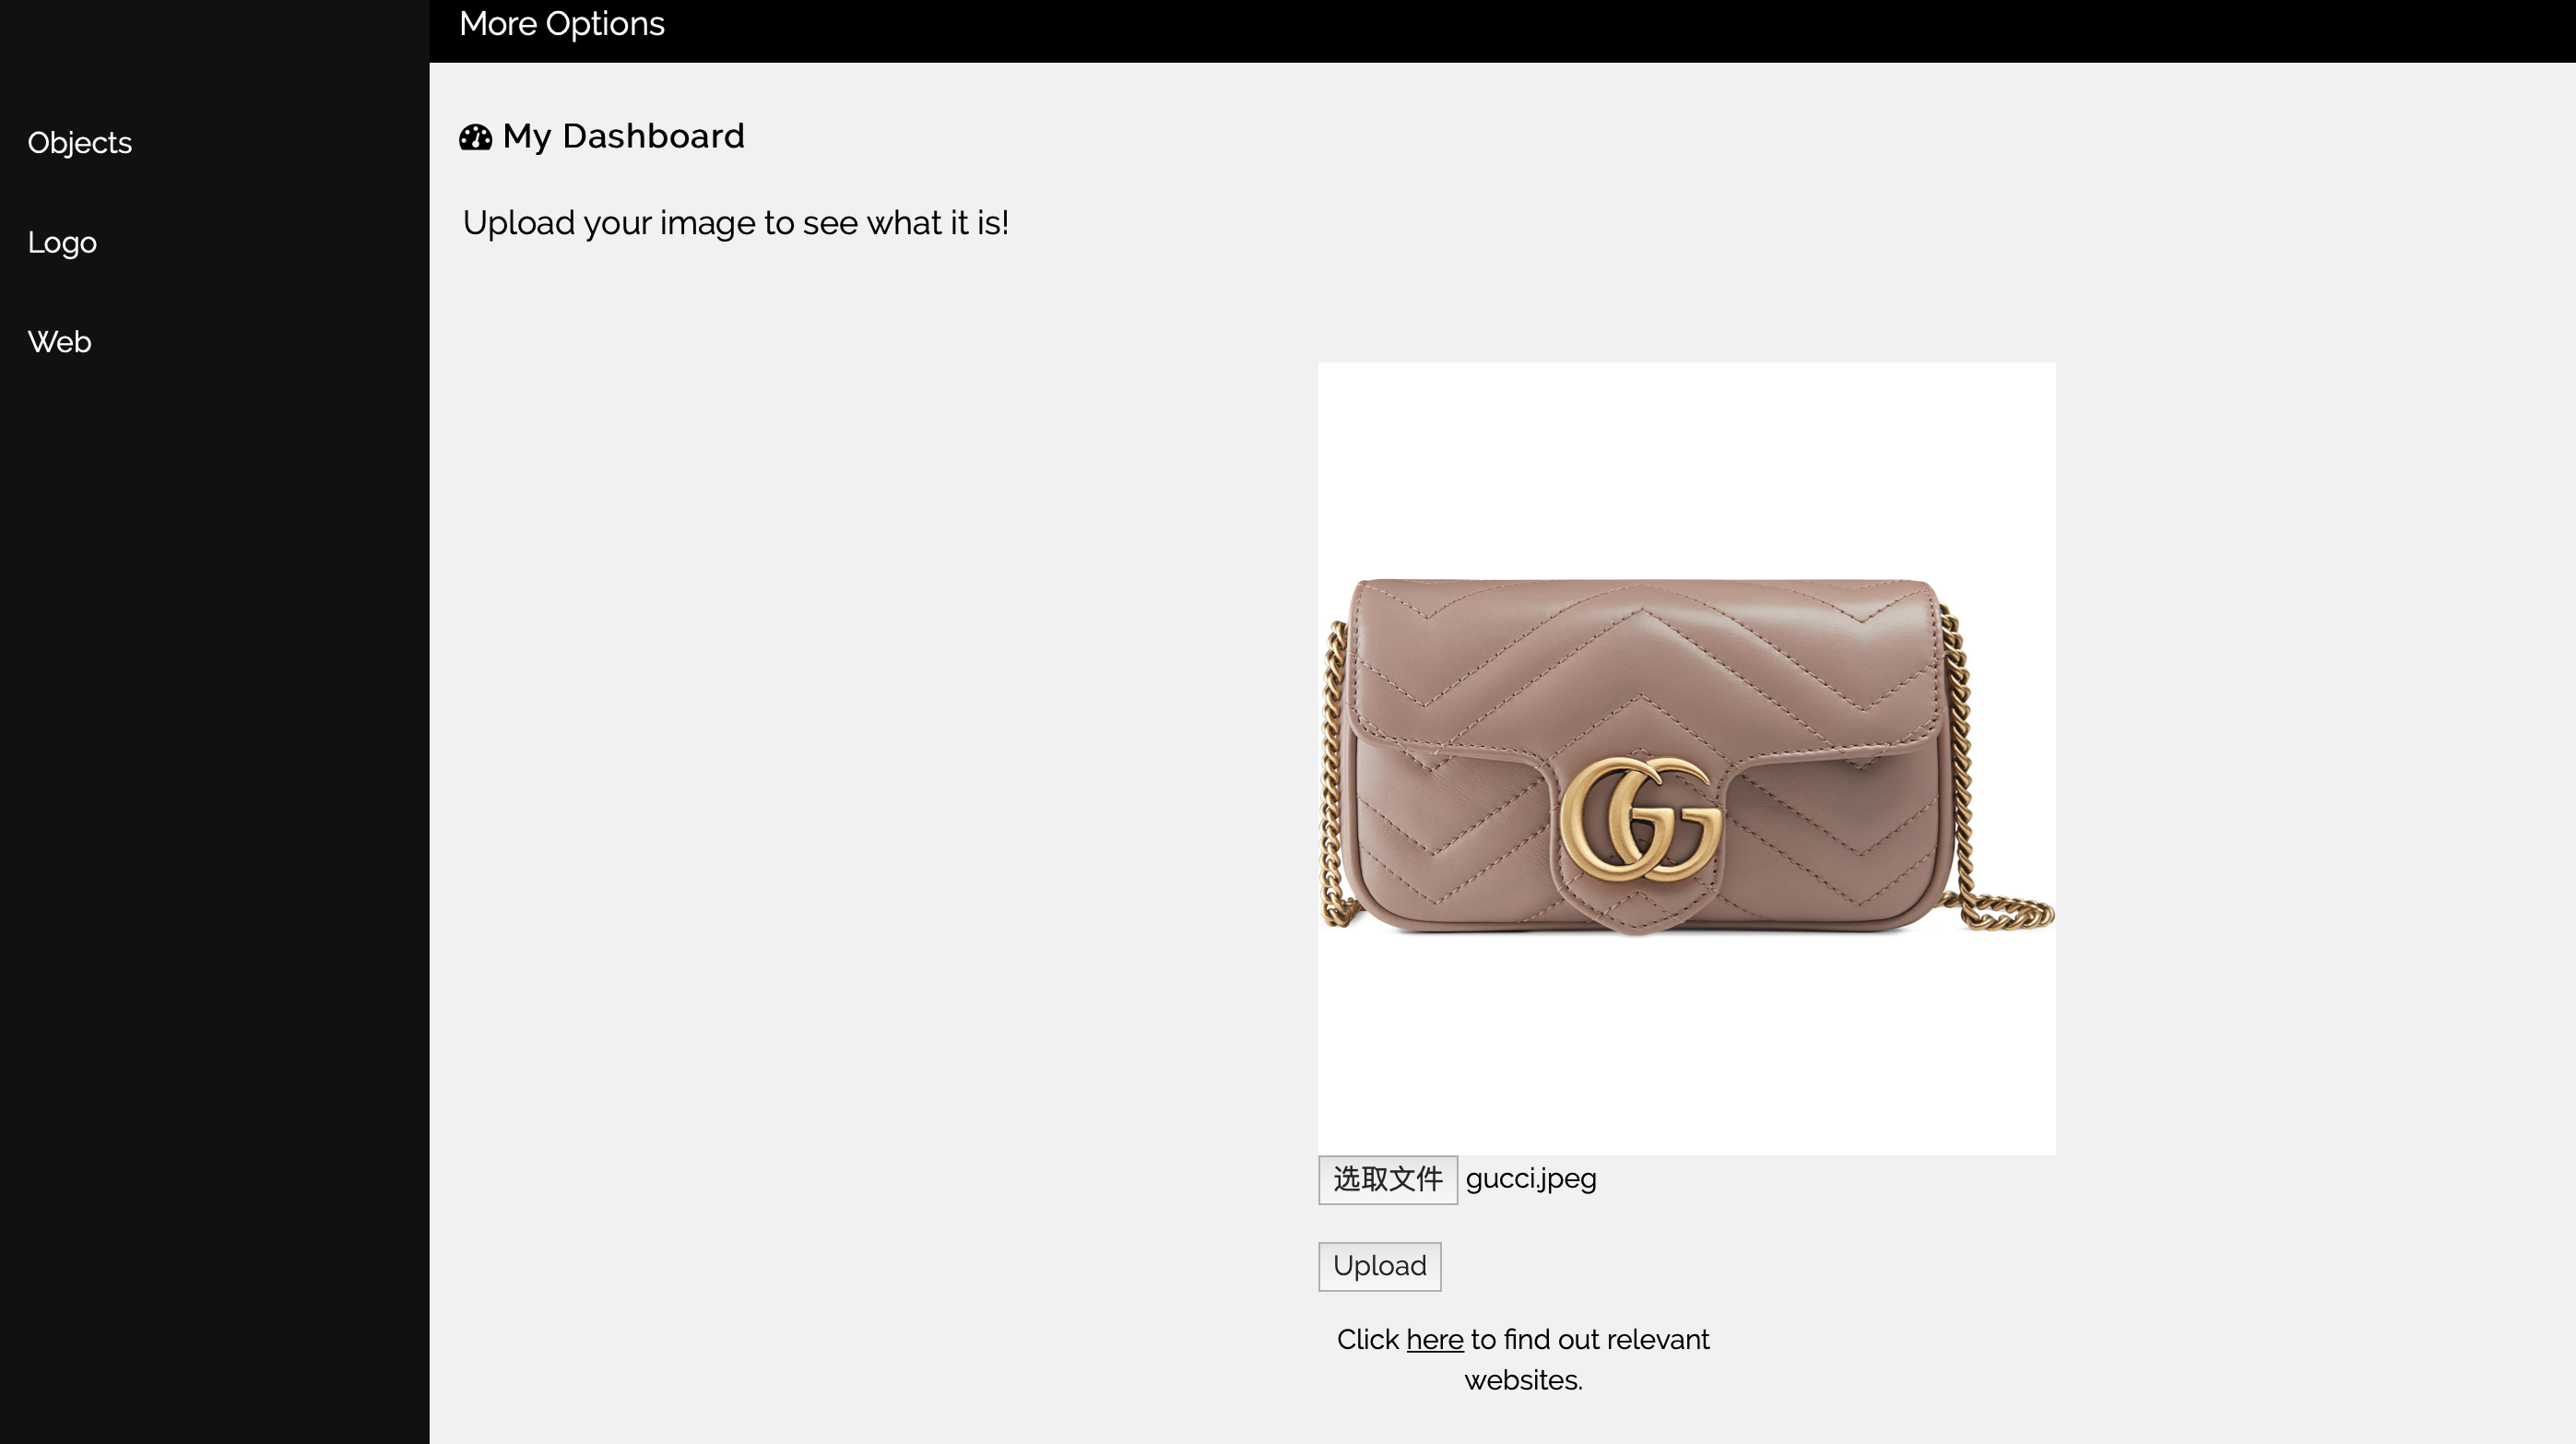 More Options
Objects
Logo
Web
My Dashboard
Upload your image to see what it is!
GG
选取文件 gucci.jpeg
Upload
Click here to find out relevant
websites.